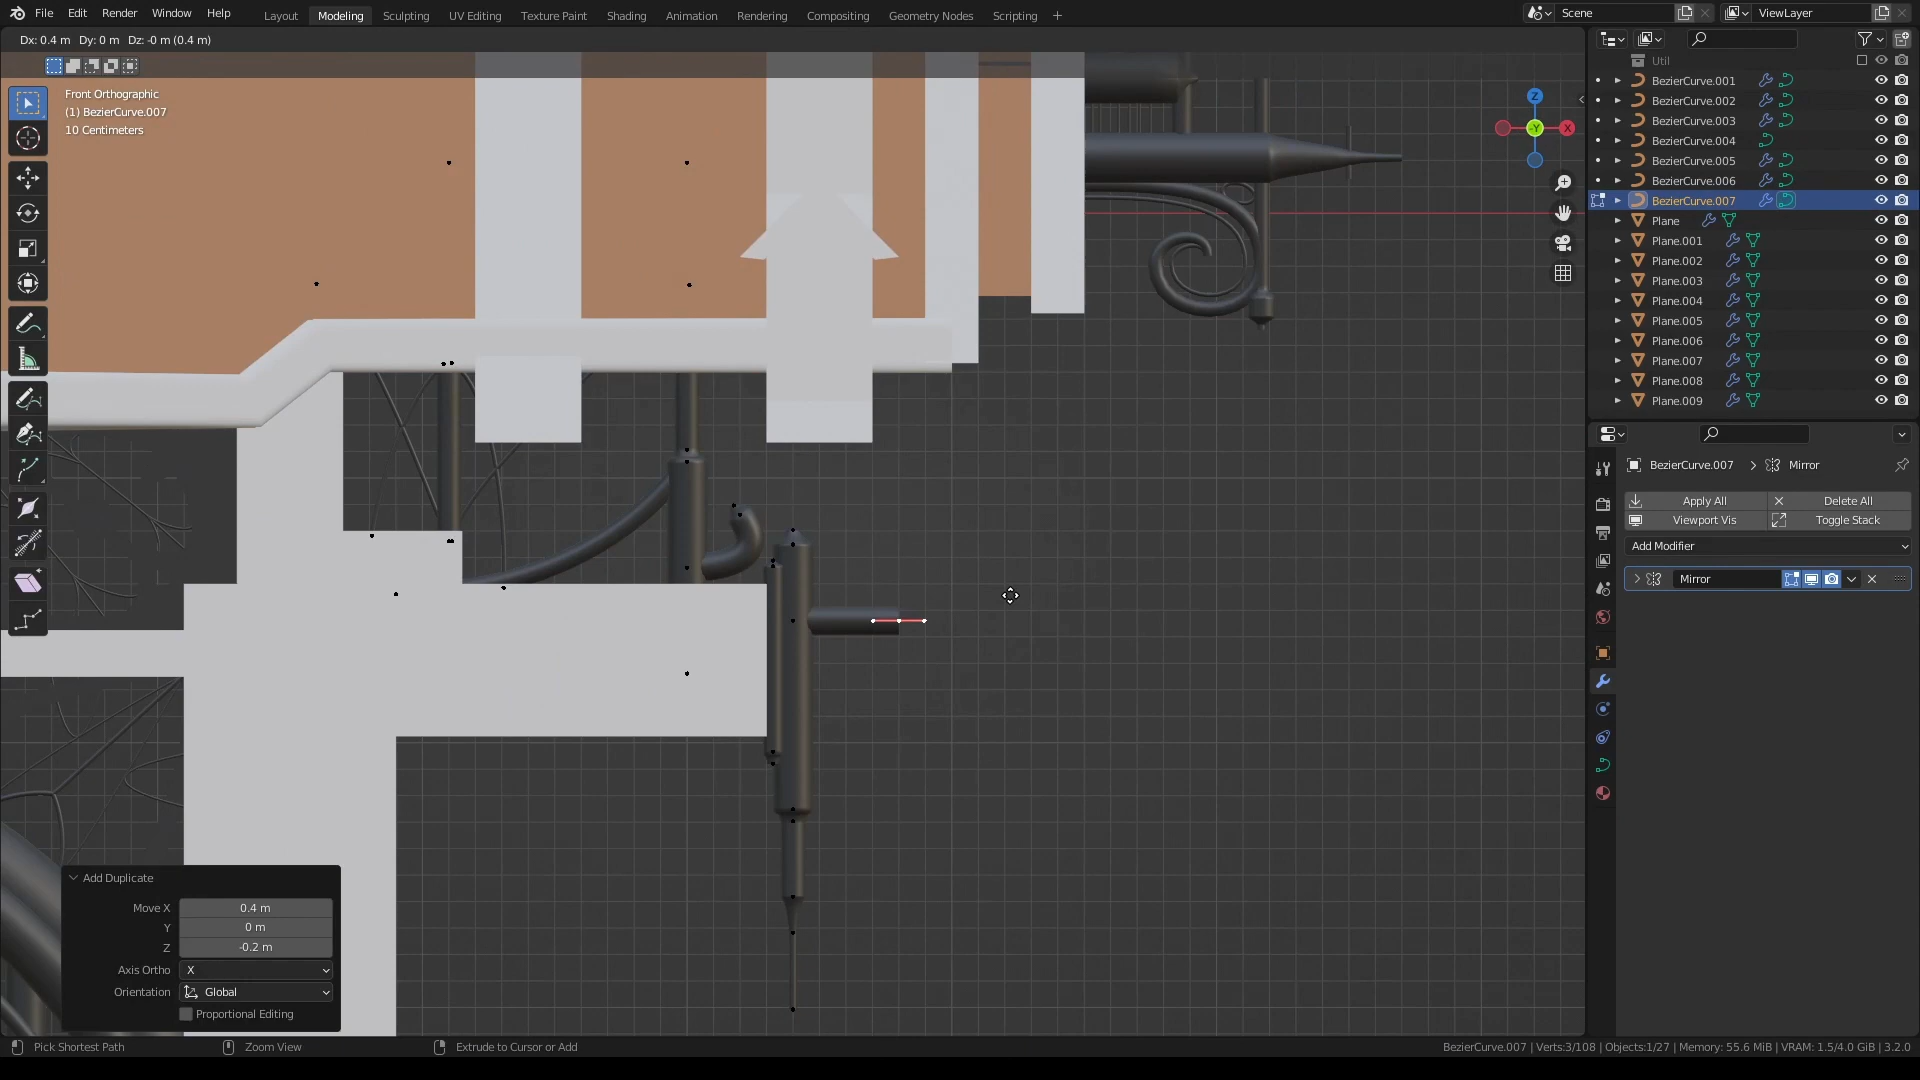 File Edit Render Window Help Layout Modeling Sculpting UV Editing Texture Paint Shading Animation Rendering Compositing Geometry Nodes Scripting + Scene ViewLayer
Dx: 0.4 m Dy: 0 m Dz: -0 m (0.4 m)
Front Orthographic
(1) BezierCurve.007
10 Centimeters
Z
-Y
X
Util
BezierCurve.001
BezierCurve.002
BezierCurve.003
BezierCurve.004
BezierCurve.005
BezierCurve.006
BezierCurve.007
Plane
Plane.001
Plane.002
Plane.003
Plane.004
Plane.005
Plane.006
Plane.007
Plane.008
Plane.009
BezierCurve.007 > Mirror
Apply All Delete All
Viewport Vis Toggle Stack
Add Modifier
Mirror
Add Duplicate
Move X 0.4 m
Y 0 m
Z -0.2 m
Axis Ortho X
Orientation Global
Proportional Editing
Pick Shortest Path Zoom View Extrude to Cursor or Add BezierCurve.007 | Verts:3/108 | Objects:1/27 | Memory: 55.6 MiB | VRAM: 1.5/4.0 GiB | 3.2.0